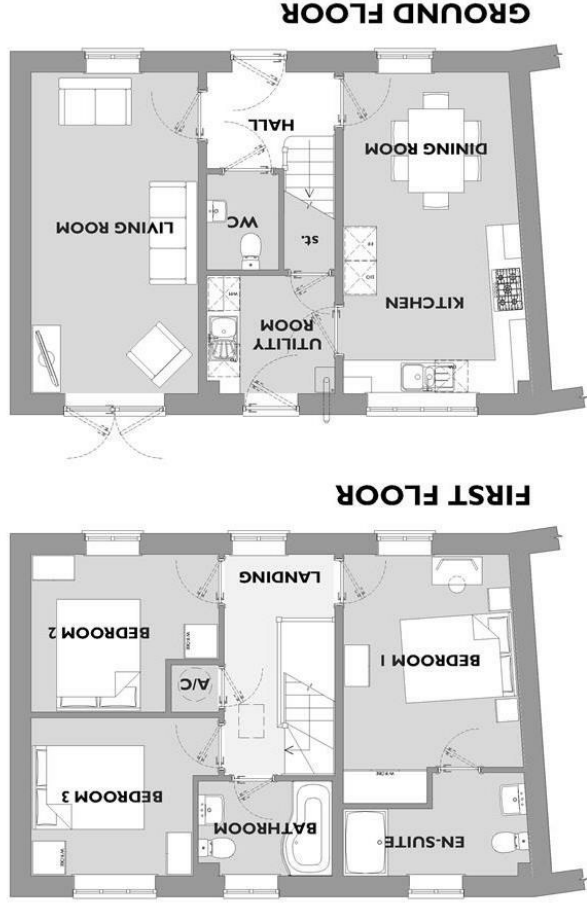 EN-SUITE
BATHROOM
BEDROOM 3
BEDROOM 1
A/C
BEDROOM 2
LANDING
FIRST FLOOR
KITCHEN
UTILITY
ROOM
st.
WC
LIVING ROOM
DINING ROOM
HALL
GROUND FLOOR